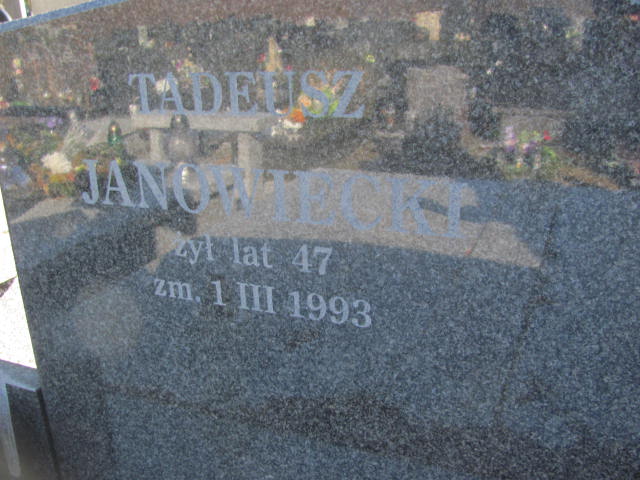 TADEUSZ
JANOWIECKI
żył lat 47
zm. 1 III 1993